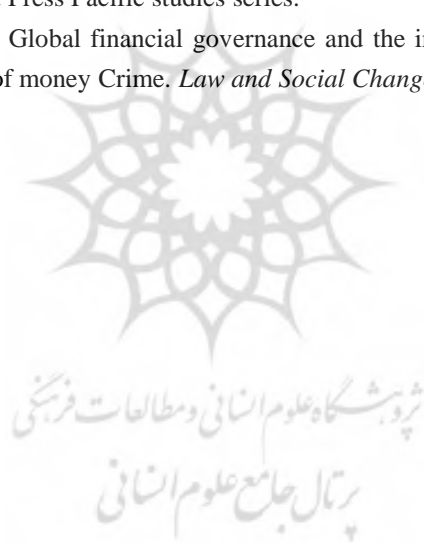 Press Pacific studies series.
Global financial governance and the i
of money Crime. Law and Social Chang
پژوهشگاه علوم انسانی و مطالعات فرهنگی
پرتال جامع علوم انسانی